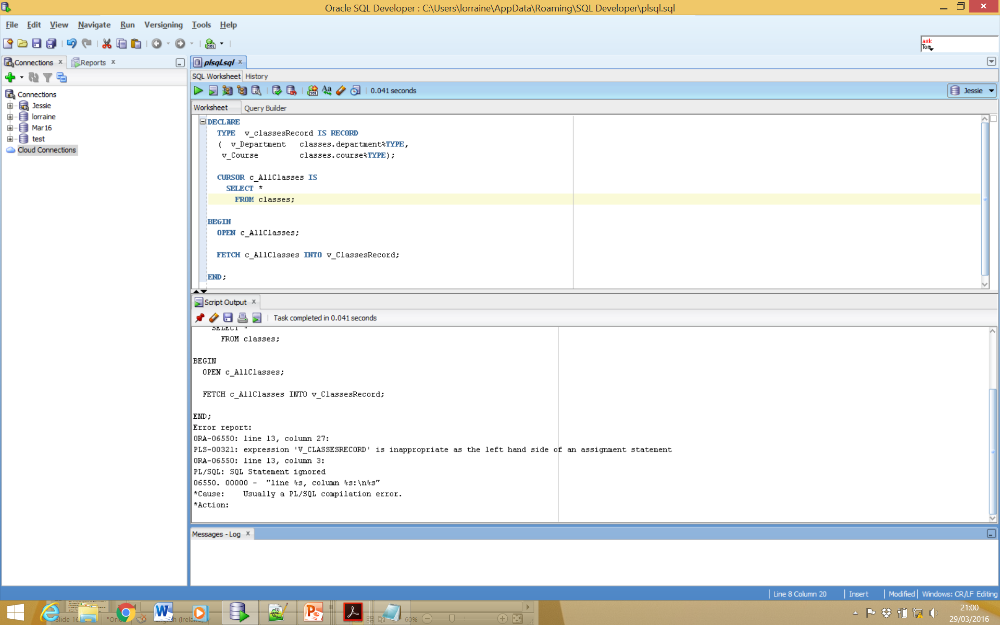 Oracle SQL Developer : C:\Users\lorraine\AppData\Roaming\SQL Developer\plsql.sql
File Edit View Navigate Run Versioning Tools Help
ask
Tom
Connections x Reports x
plsql.sql x
SQL Worksheet History
0.041 seconds
Jessie
Worksheet Query Builder
Connections
Jessie
lorraine
Mar16
test
Cloud Connections
DECLARE
TYPE v_classesRecord IS RECORD
( v_Department classes.department%TYPE,
v_Course classes.course%TYPE);
CURSOR c_AllClasses IS
SELECT *
FROM classes;
BEGIN
OPEN c_AllClasses;
FETCH c_AllClasses INTO v_ClassesRecord;
END;
Script Output x
Task completed in 0.041 seconds
SELECT *
FROM classes;
BEGIN
OPEN c_AllClasses;
FETCH c_AllClasses INTO v_ClassesRecord;
END;
Error report:
ORA-06550: line 13, column 27:
PLS-00321: expression 'V_CLASSESRECORD' is inappropriate as the left hand side of an assignment statement
ORA-06550: line 13, column 3:
PL/SQL: SQL Statement ignored
06550. 00000 - "line %s, column %s:\n%s"
*Cause: Usually a PL/SQL compilation error.
*Action:
Messages - Log x
Line 8 Column 20 Insert Modified Windows: CR/LF Editing
Slide 16
60%
21:00
29/03/2016